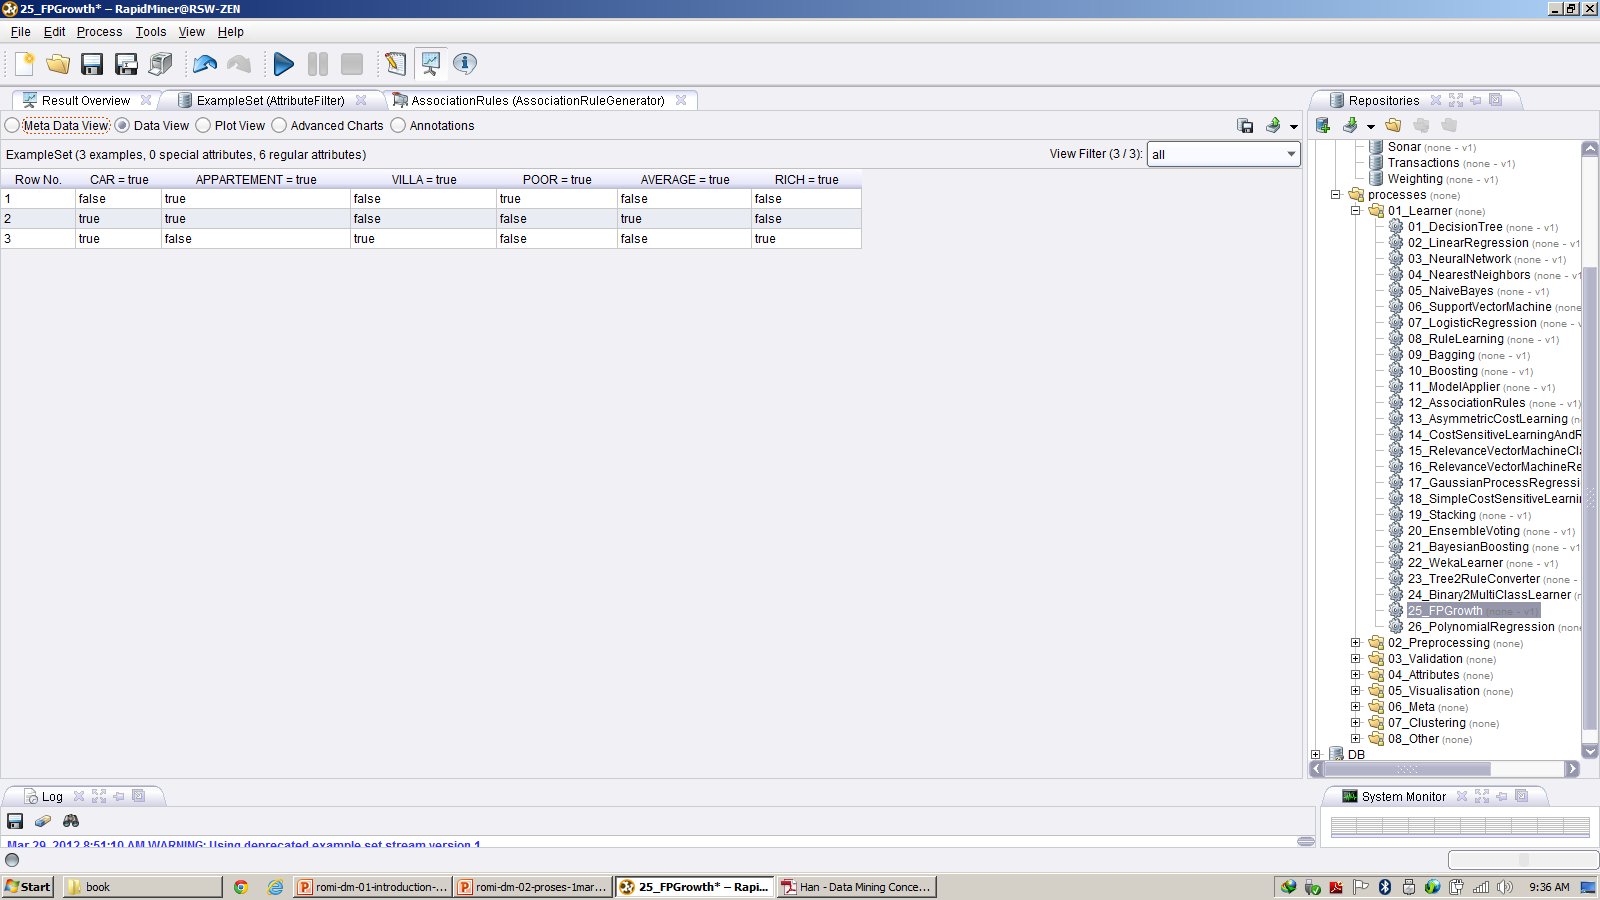 25_FPGrowth* – RapidMiner@RSW-ZEN
File Edit Process Tools View Help
Result Overview
ExampleSet (AttributeFilter)
AssociationRules (AssociationRuleGenerator)
Meta Data View Data View Plot View Advanced Charts Annotations
ExampleSet (3 examples, 0 special attributes, 6 regular attributes)
View Filter (3 / 3): all
Row No. CAR = true APPARTEMENT = true VILLA = true POOR = true AVERAGE = true RICH = true
1 false true false true false false
2 true true false false true false
3 true false true false false true
Repositories
Sonar (none - v1)
Transactions (none - v1)
Weighting (none - v1)
processes (none)
01_Learner (none)
01_DecisionTree (none - v1)
02_LinearRegression (none - v1)
03_NeuralNetwork (none - v1)
04_NearestNeighbors (none - v1
05_NaiveBayes (none - v1)
06_SupportVectorMachine (none
07_LogisticRegression (none - v
08_RuleLearning (none - v1)
09_Bagging (none - v1)
10_Boosting (none - v1)
11_ModelApplier (none - v1)
12_AssociationRules (none - v1)
13_AsymmetricCostLearning (n
14_CostSensitiveLearningAndR
15_RelevanceVectorMachineCla
16_RelevanceVectorMachineRe
17_GaussianProcessRegressi
18_SimpleCostSensitiveLearnin
19_Stacking (none - v1)
20_EnsembleVoting (none - v1)
21_BayesianBoosting (none - v1
22_WekaLearner (none - v1)
23_Tree2RuleConverter (none -
24_Binary2MultiClassLearner (n
25_FPGrowth (none - v1)
26_PolynomialRegression (none
02_Preprocessing (none)
03_Validation (none)
04_Attributes (none)
05_Visualisation (none)
06_Meta (none)
07_Clustering (none)
08_Other (none)
DB
Log
System Monitor
Mar 29, 2012 8:51:10 AM WARNING: Using deprecated example set stream version 1
Start
book
romi-dm-01-introduction-...
romi-dm-02-proses-1mar...
25_FPGrowth* – Rapi...
Han - Data Mining Conce...
9:36 AM